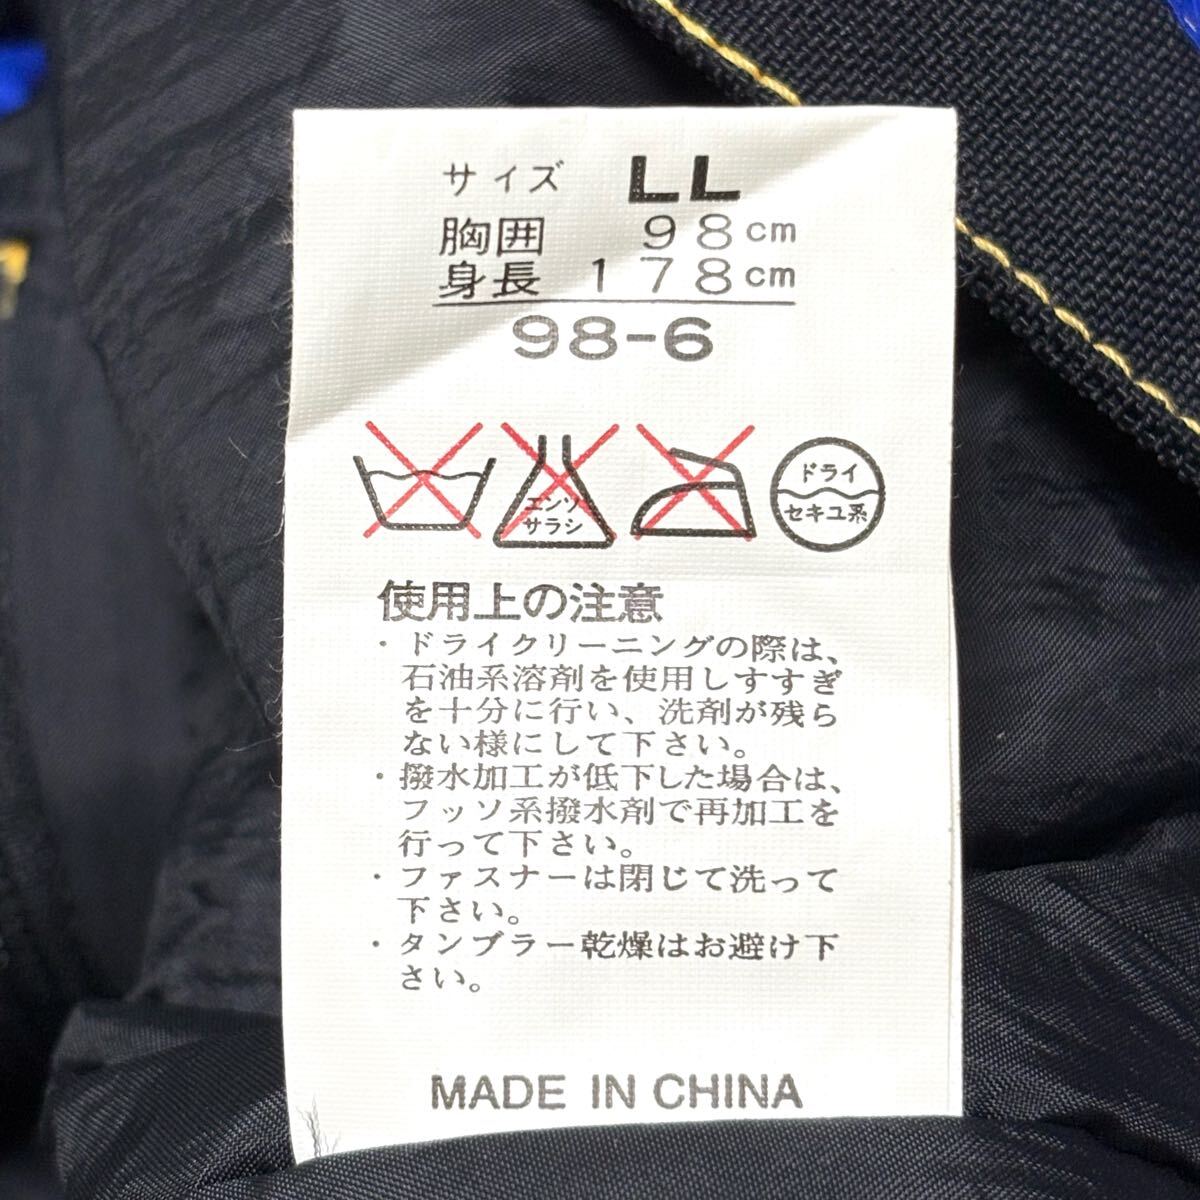 サイズ LL
胸囲 98cm
身長 178cm
98-6
エンソ
サラシ
ドライ
セキユ系
使用上の注意
・ドライクリーニングの際は、
石油系溶剤を使用しすすぎ
を十分に行い、洗剤が残ら
ない様にして下さい。
・撥水加工が低下した場合は、
フッソ系撥水剤で再加工を
行って下さい。
・ファスナーは閉じて洗って
下さい。
・タンブラー乾燥はお避け下
さい。
MADE IN CHINA